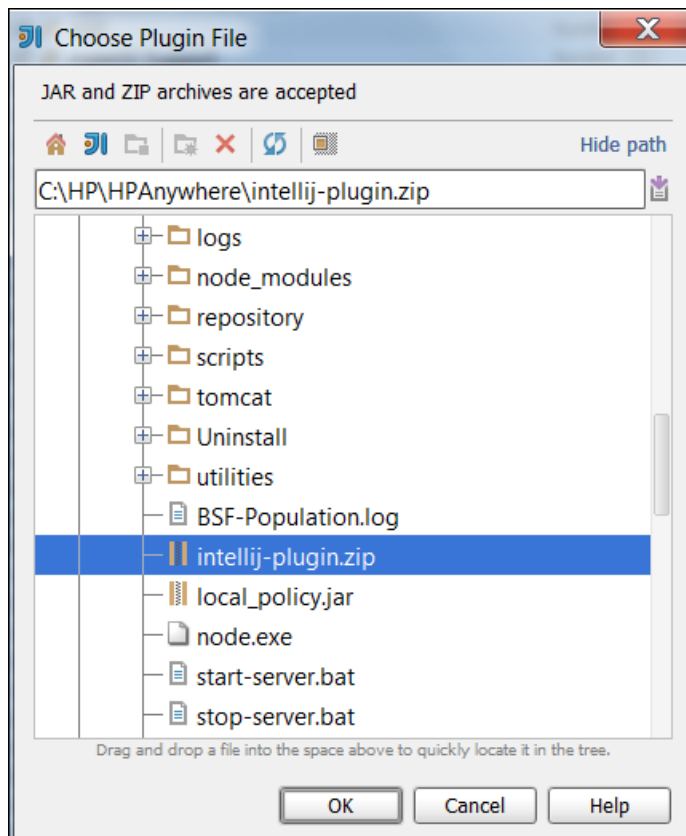 Choose Plugin File
JAR and ZIP archives are accepted
Hide path
C:\HP\HPAnywhere\intellij-plugin.zip
logs
node_modules
repository
scripts
tomcat
Uninstall
utilities
BSF-Population.log
intellij-plugin.zip
local_policy.jar
node.exe
start-server.bat
stop-server.bat
Drag and drop a file into the space above to quickly locate it in the tree.
OK Cancel Help